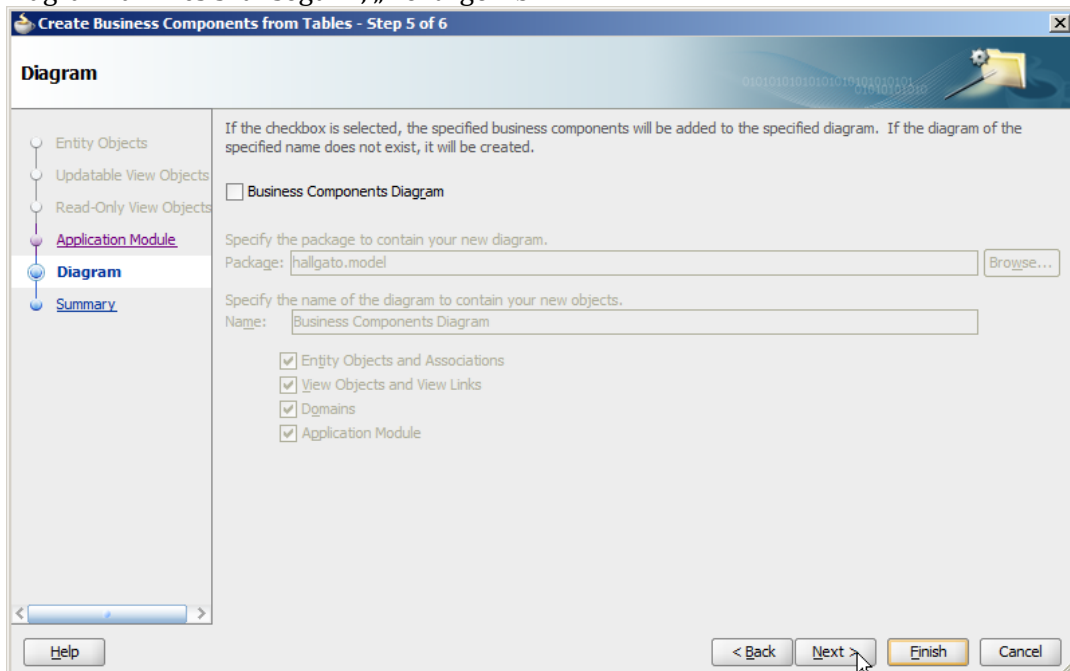 Create Business Components from Tables - Step 5 of 6
Diagram
Entity Objects
Updatable View Objects
Read-Only View Objects
Application Module
Diagram
Summary
If the checkbox is selected, the specified business components will be added to the specified diagram. If the diagram of the
specified name does not exist, it will be created.
Business Components Diagram
Specify the package to contain your new diagram.
Package: hallgato.model Browse...
Specify the name of the diagram to contain your new objects.
Name: Business Components Diagram
Entity Objects and Associations
View Objects and View Links
Domains
Application Module
Help < Back Next > Finish Cancel